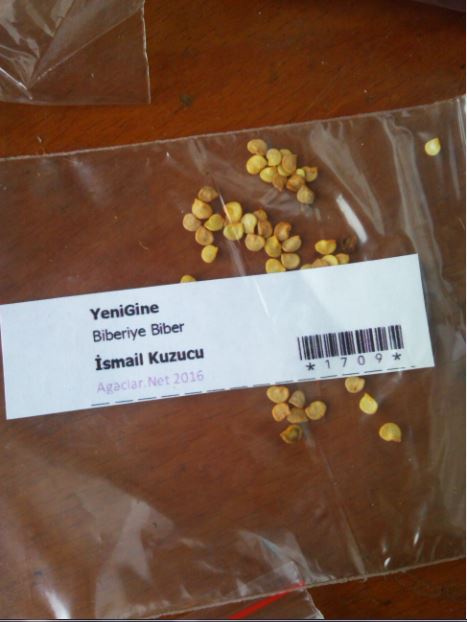 YeniGine
Biberiye Biber
İsmail Kuzucu
Agaclar.Net 2016
*1709*